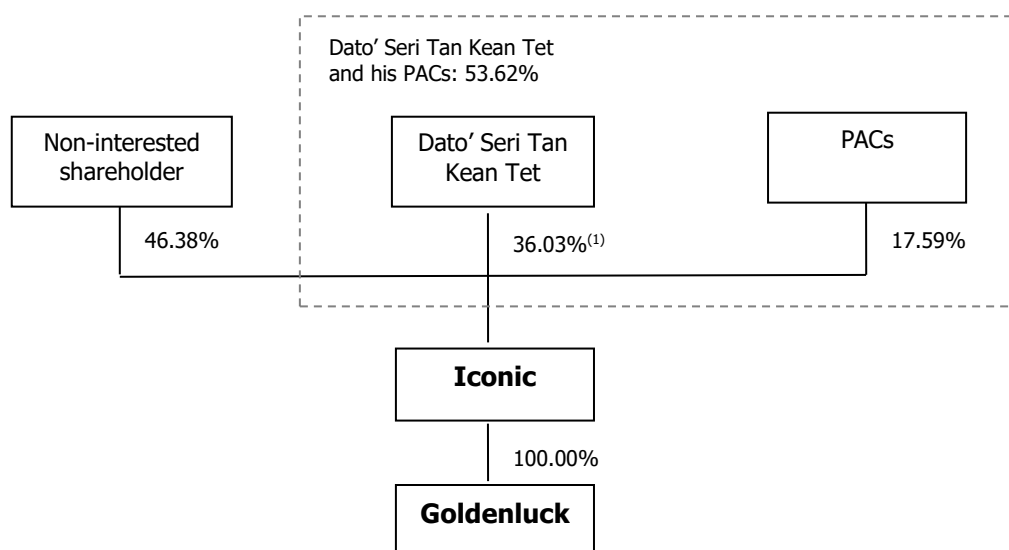 Dato’ Seri Tan Kean Tet
and his PACs: 53.62%
Non-interested
shareholder
Dato’ Seri Tan
Kean Tet
PACs
46.38%
36.03%(1)
17.59%
Iconic
100.00%
Goldenluck